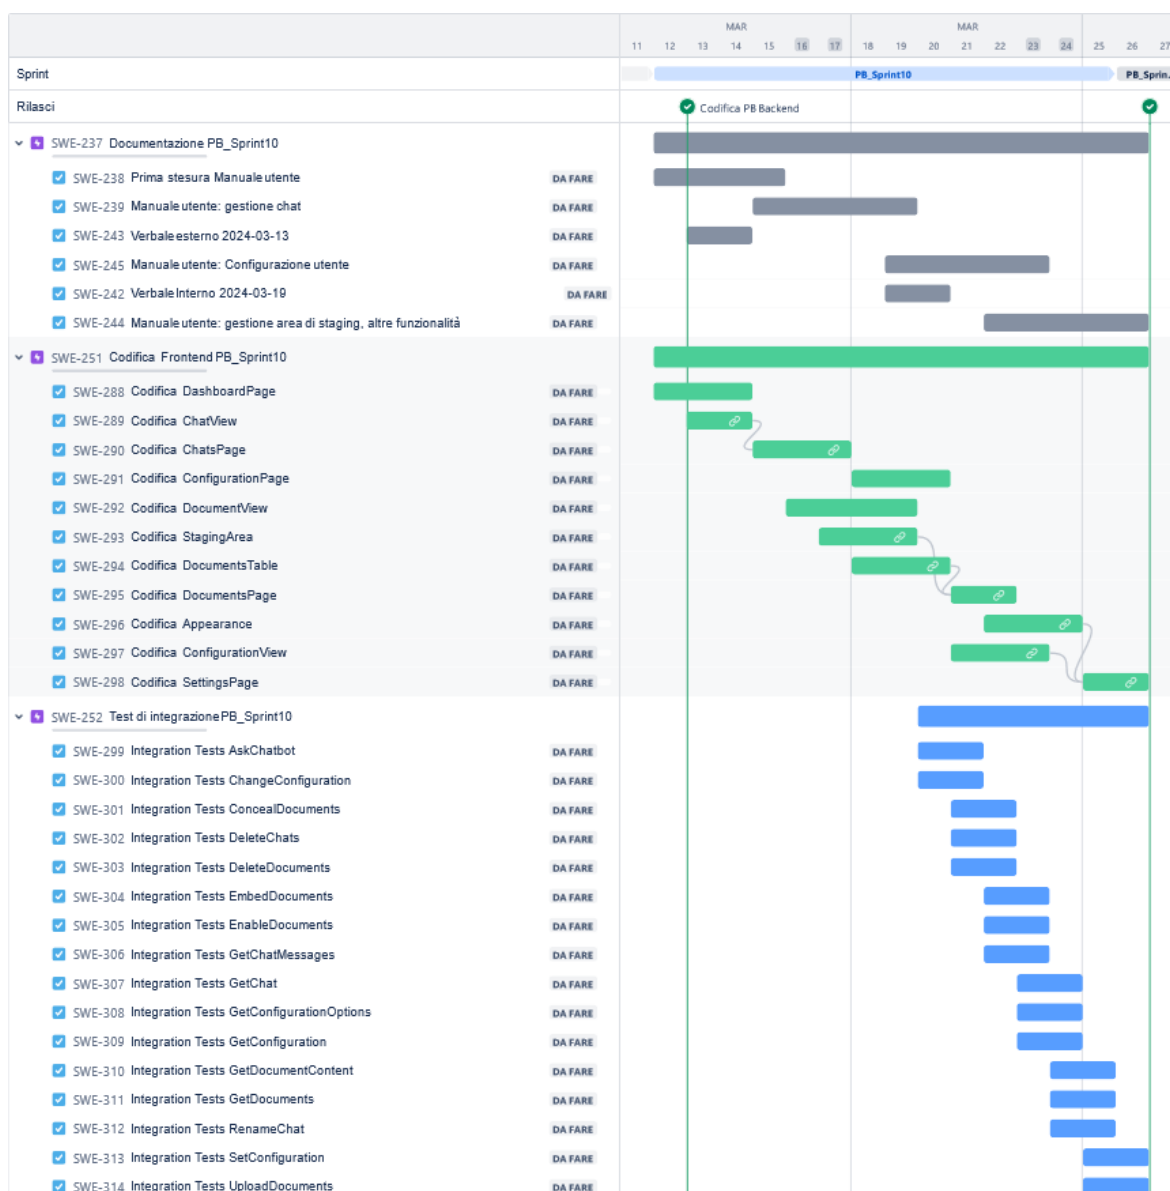 MAR MAR
11 12 13 14 15 16 17 18 19 20 21 22 23 24 25 26 27
Sprint PB_Sprint10 PB_Sprin.
Rilasci Codifica PB Backend
SWE-237 Documentazione PB_Sprint10
SWE-238 Prima stesura Manuale utente DA FARE
SWE-239 Manuale utente: gestione chat DA FARE
SWE-243 Verbale esterno 2024-03-13 DA FARE
SWE-245 Manuale utente: Configurazione utente DA FARE
SWE-242 Verbale Interno 2024-03-19 DA FARE
SWE-244 Manuale utente: gestione area di staging, altre funzionalità DA FARE
SWE-251 Codifica Frontend PB_Sprint10
SWE-288 Codifica DashboardPage DA FARE
SWE-289 Codifica ChatView DA FARE
SWE-290 Codifica ChatsPage DA FARE
SWE-291 Codifica ConfigurationPage DA FARE
SWE-292 Codifica DocumentView DA FARE
SWE-293 Codifica StagingArea DA FARE
SWE-294 Codifica DocumentsTable DA FARE
SWE-295 Codifica DocumentsPage DA FARE
SWE-296 Codifica Appearance DA FARE
SWE-297 Codifica ConfigurationView DA FARE
SWE-298 Codifica SettingsPage DA FARE
SWE-252 Test di integrazione PB_Sprint10
SWE-299 Integration Tests AskChatbot DA FARE
SWE-300 Integration Tests ChangeConfiguration DA FARE
SWE-301 Integration Tests ConcealDocuments DA FARE
SWE-302 Integration Tests DeleteChats DA FARE
SWE-303 Integration Tests DeleteDocuments DA FARE
SWE-304 Integration Tests EmbedDocuments DA FARE
SWE-305 Integration Tests EnableDocuments DA FARE
SWE-306 Integration Tests GetChatMessages DA FARE
SWE-307 Integration Tests GetChat DA FARE
SWE-308 Integration Tests GetConfigurationOptions DA FARE
SWE-309 Integration Tests GetConfiguration DA FARE
SWE-310 Integration Tests GetDocumentContent DA FARE
SWE-311 Integration Tests GetDocuments DA FARE
SWE-312 Integration Tests RenameChat DA FARE
SWE-313 Integration Tests SetConfiguration DA FARE
SWE-314 Integration Tests UploadDocuments DA FARE